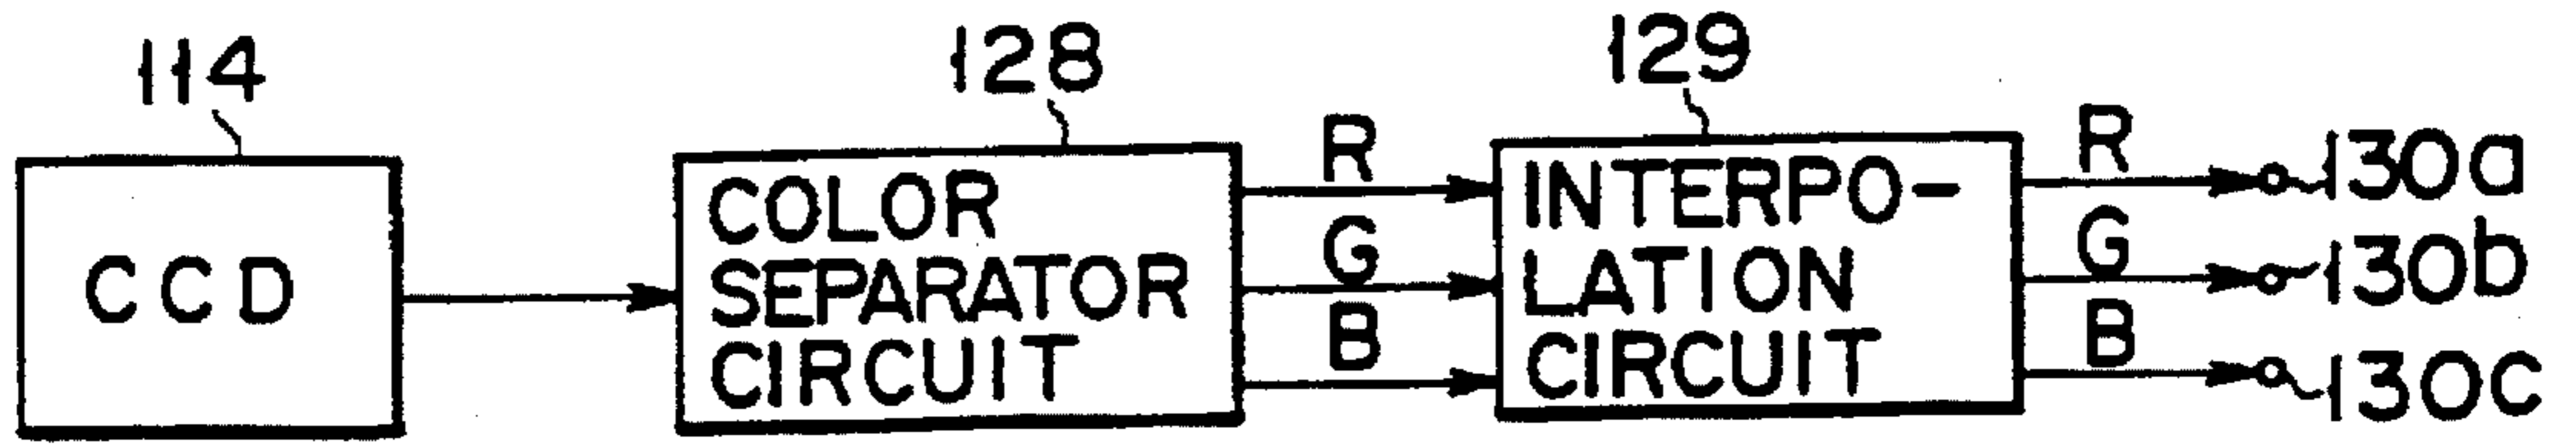 114
128
129
CCD
COLOR
SEPARATOR
CIRCUIT
R
G
B
INTERPO-
LATION
CIRCUIT
R
G
B
130a
130b
130c